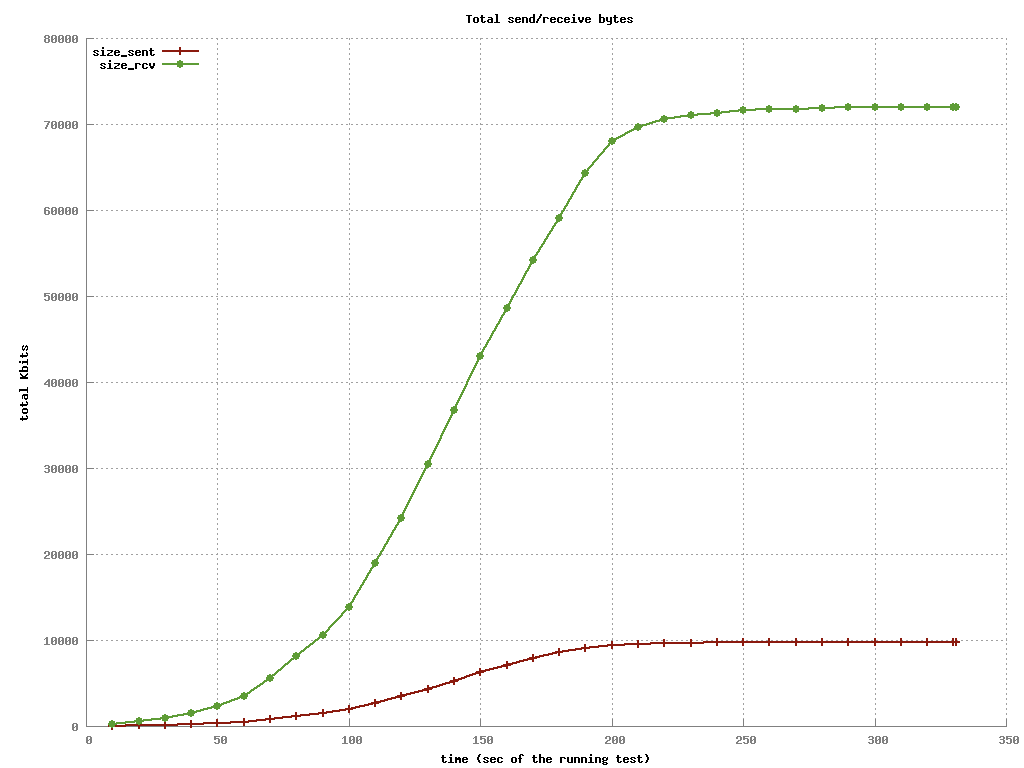 Total send/receive bytes
80000
size_sent
size_rcv
70000
60000
50000
total Kbits
40000
30000
20000
10000
0
0 50 100 150 200 250 300 350
time (sec of the running test)